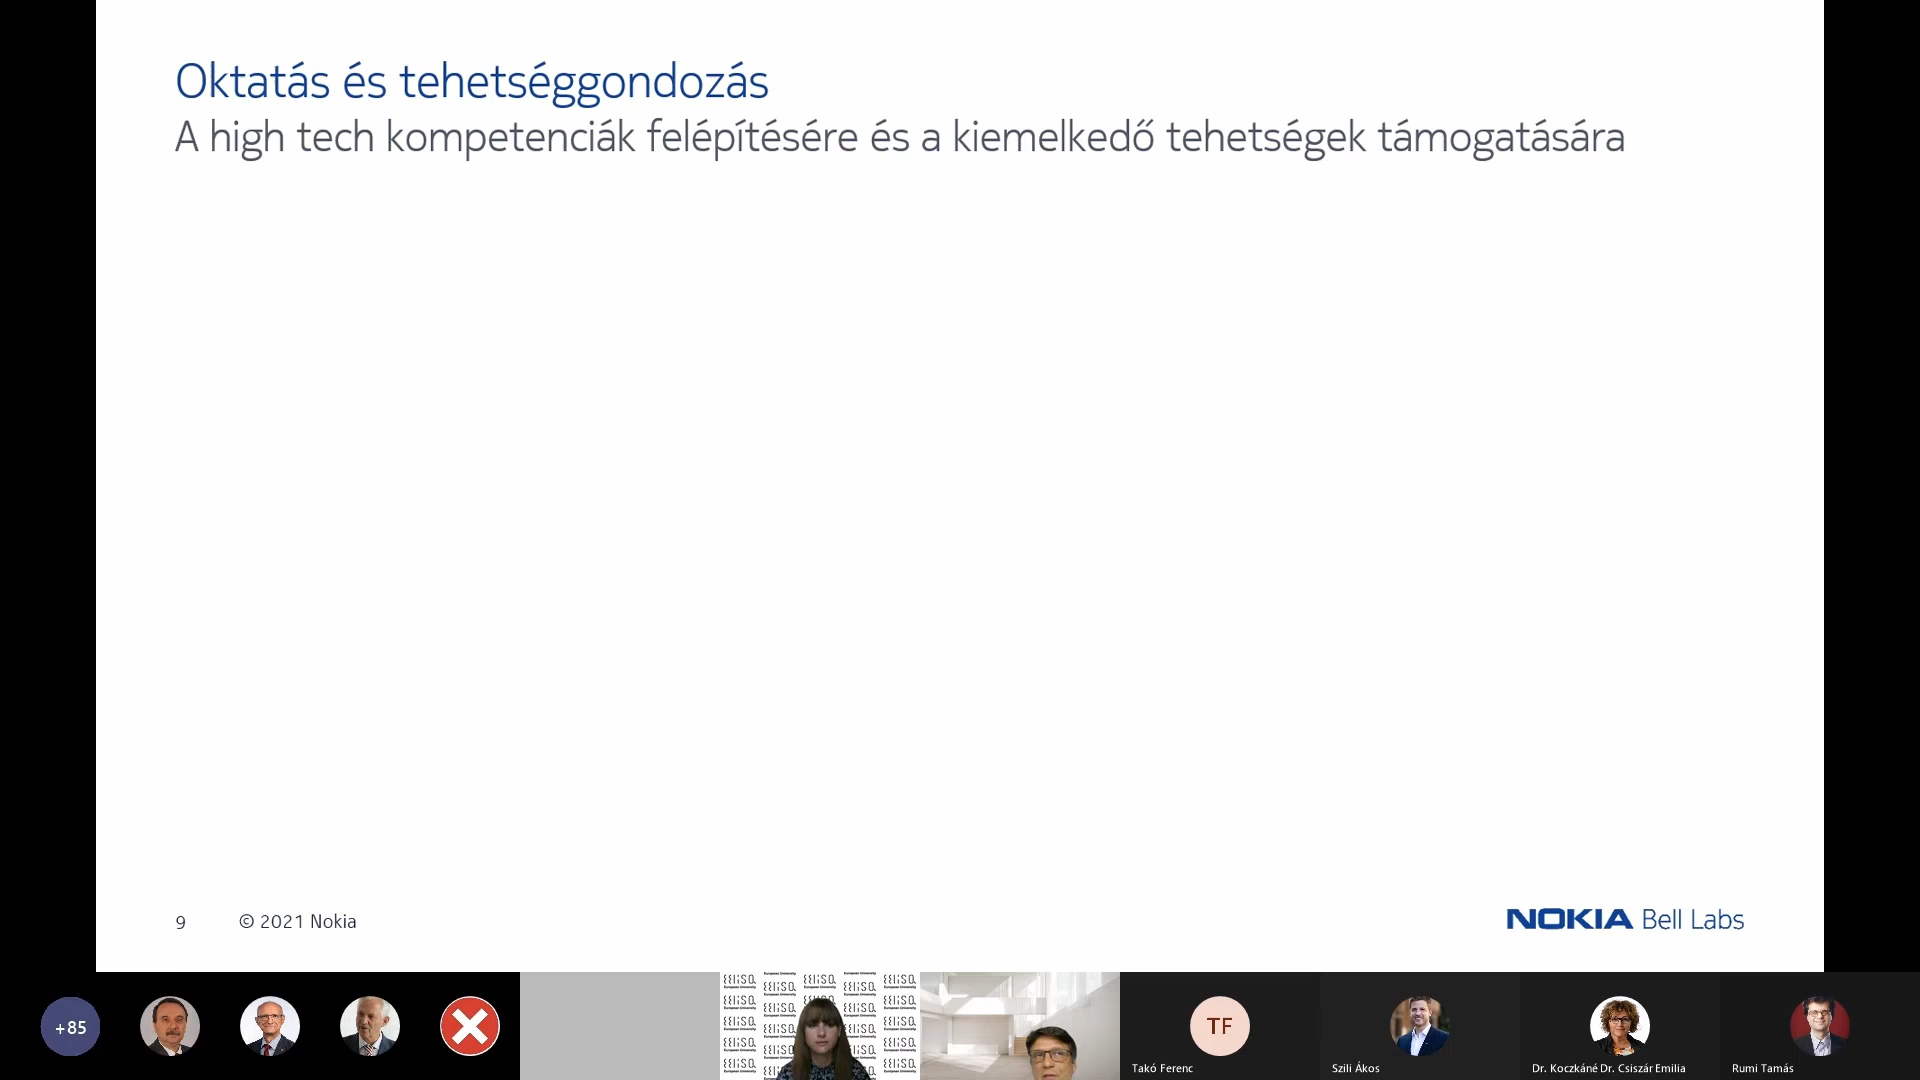 Oktatás és tehetséggondozás
A high tech kompetenciák felépítésére és a kiemelkedő tehetségek támogatására
9
© 2021 Nokia
NOKIA Bell Labs
+85
TF
Takó Ferenc
Szili Ákos
Dr. Koczkáné Dr. Csiszár Emilia
Rumi Tamás